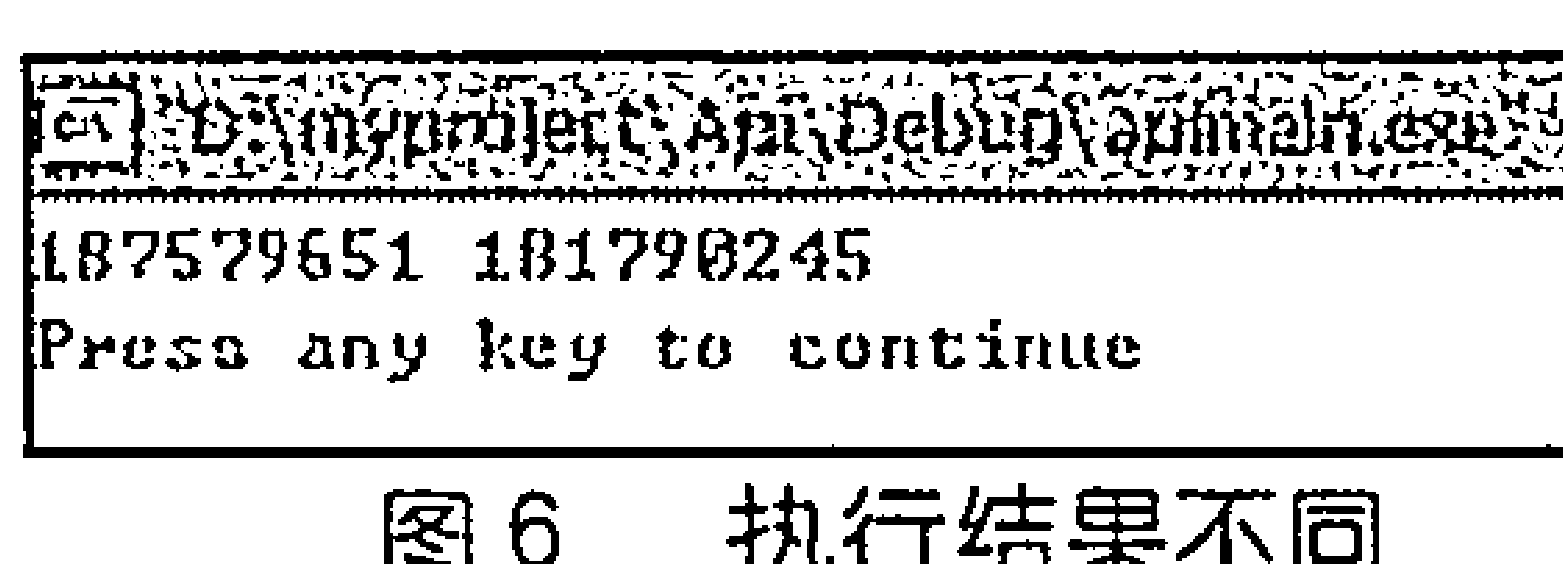 D:\myproject\Api\Debug\apimain.exe
187579651 181790245
Press any key to continue
图 6 执行结果不同